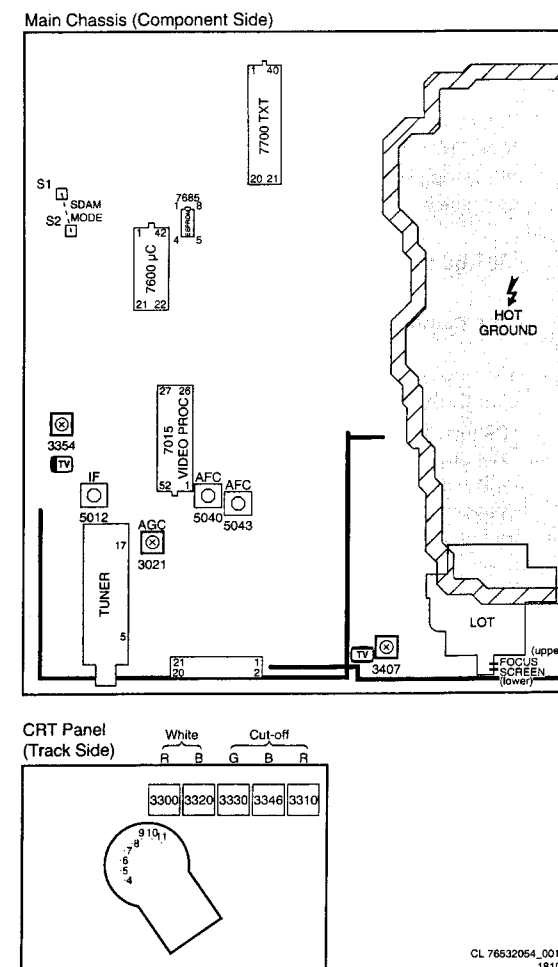 Main Chassis (Component Side)
1 40
7700 TXT
20 21
S1
SDAM
MODE
S2
7685
1 8
4 5
1 42
7600 µC
21 22
HOT
GROUND
27 26
7015
VIDEO PROC
52 1
3354
TV
IF
5012
AFC
5040
AFC
5043
AGC
3021
17
TUNER
5
21 1
20 2
TV
3407
LOT
(uppe
FOCUS
SCREEN
(lower)
CRT Panel
(Track Side)
White
Cut-off
R B G B R
3300 3320 3330 3346 3310
9 10 11
8
7
6
5
4
CL 76532054_001